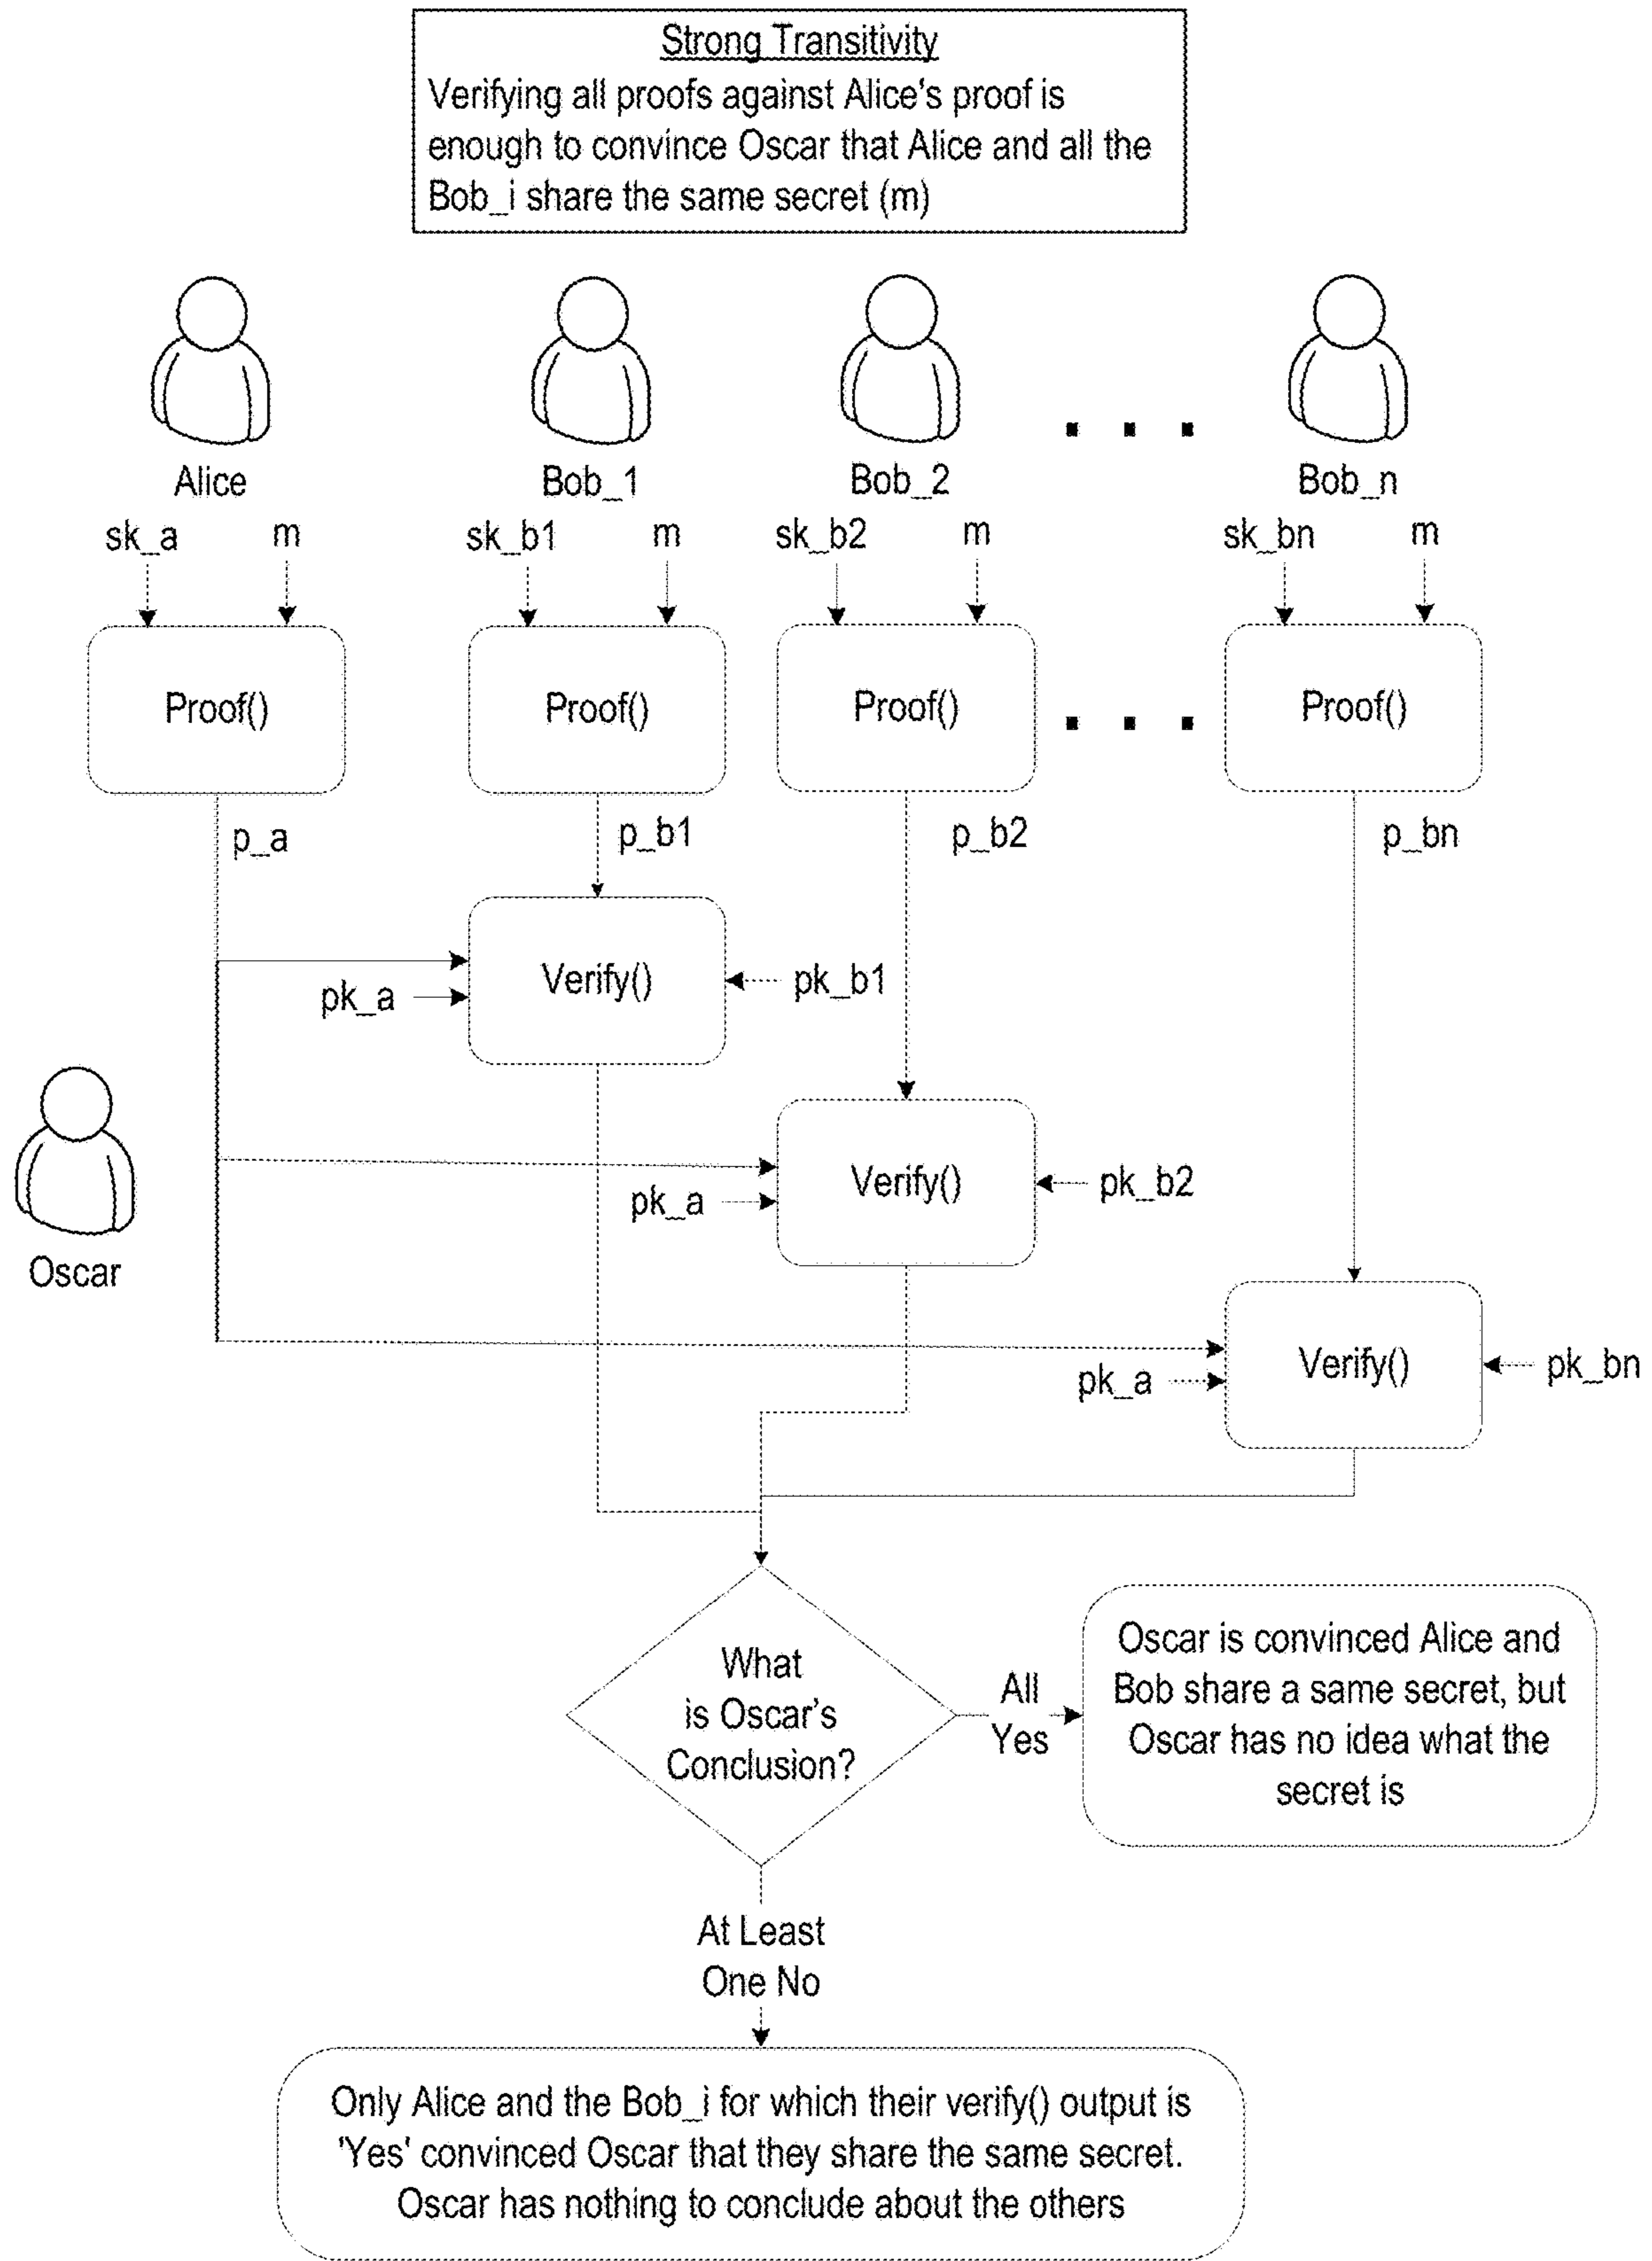 Strong Transitivity
Verifying all proofs against Alice's proof is
enough to convince Oscar that Alice and all the
Bob_i share the same secret (m)
Alice
Bob_1
Bob_2
. . .
Bob_n
sk_a
m
sk_b1
m
sk_b2
m
sk_bn
m
Proof()
Proof()
Proof()
. . .
Proof()
p_a
p_b1
p_b2
p_bn
Verify()
pk_a
pk_b1
Verify()
pk_a
pk_b2
Oscar
Verify()
pk_a
pk_bn
What
is Oscar's
Conclusion?
All
Yes
Oscar is convinced Alice and
Bob share a same secret, but
Oscar has no idea what the
secret is
At Least
One No
Only Alice and the Bob_i for which their verify() output is
'Yes' convinced Oscar that they share the same secret.
Oscar has nothing to conclude about the others